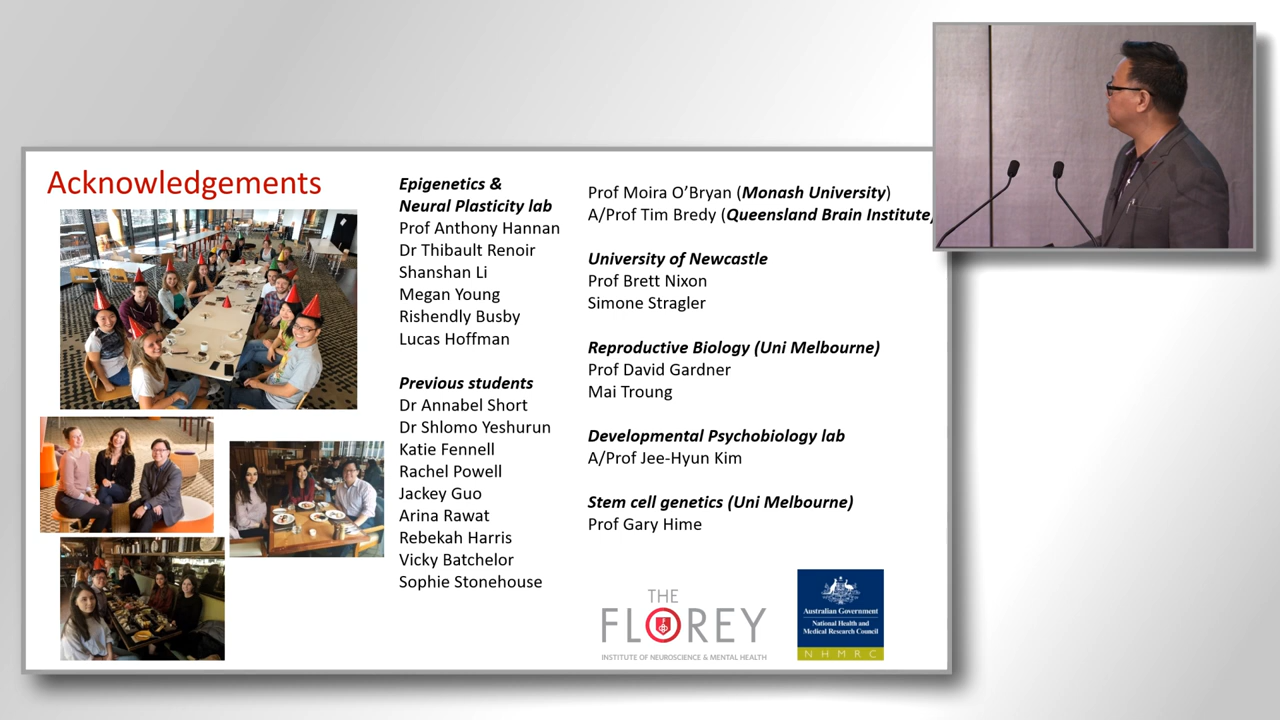 Acknowledgements
Epigenetics &
Neural Plasticity lab
Prof Anthony Hannan
Dr Thibault Renoir
Shanshan Li
Megan Young
Rishendly Busby
Lucas Hoffman
Previous students
Dr Annabel Short
Dr Shlomo Yeshurun
Katie Fennell
Rachel Powell
Jackey Guo
Arina Rawat
Rebekah Harris
Vicky Batchelor
Sophie Stonehouse
Prof Moira O’Bryan (Monash University)
A/Prof Tim Bredy (Queensland Brain Institute)
University of Newcastle
Prof Brett Nixon
Simone Stragler
Reproductive Biology (Uni Melbourne)
Prof David Gardner
Mai Troung
Developmental Psychobiology lab
A/Prof Jee-Hyun Kim
Stem cell genetics (Uni Melbourne)
Prof Gary Hime
THE
FLOREY
INSTITUTE OF NEUROSCIENCE & MENTAL HEALTH
Australian Government
National Health and
Medical Research Council
NHMRC